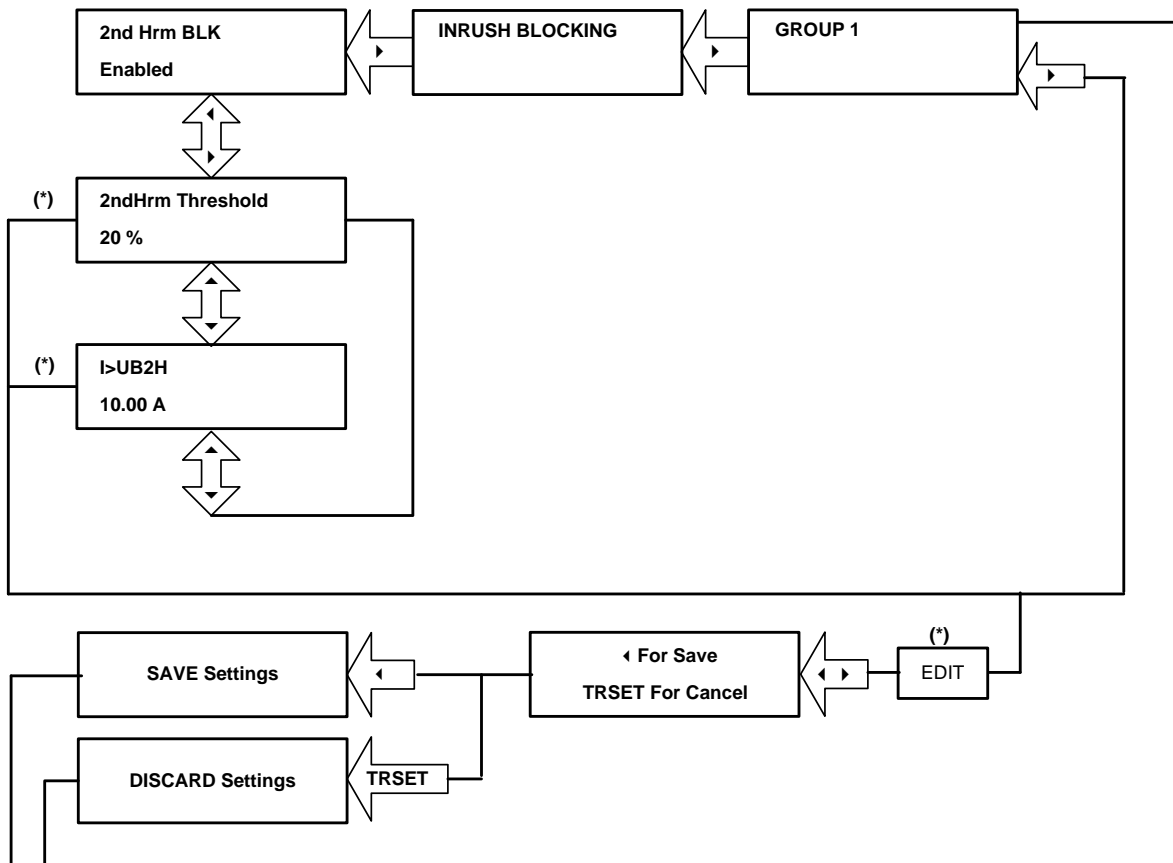 2nd Hrm BLK
Enabled
INRUSH BLOCKING
GROUP 1
(*)
2ndHrm Threshold
20 %
(*)
I>UB2H
10.00 A
SAVE Settings
For Save
TRSET For Cancel
(*)
EDIT
DISCARD Settings
TRSET